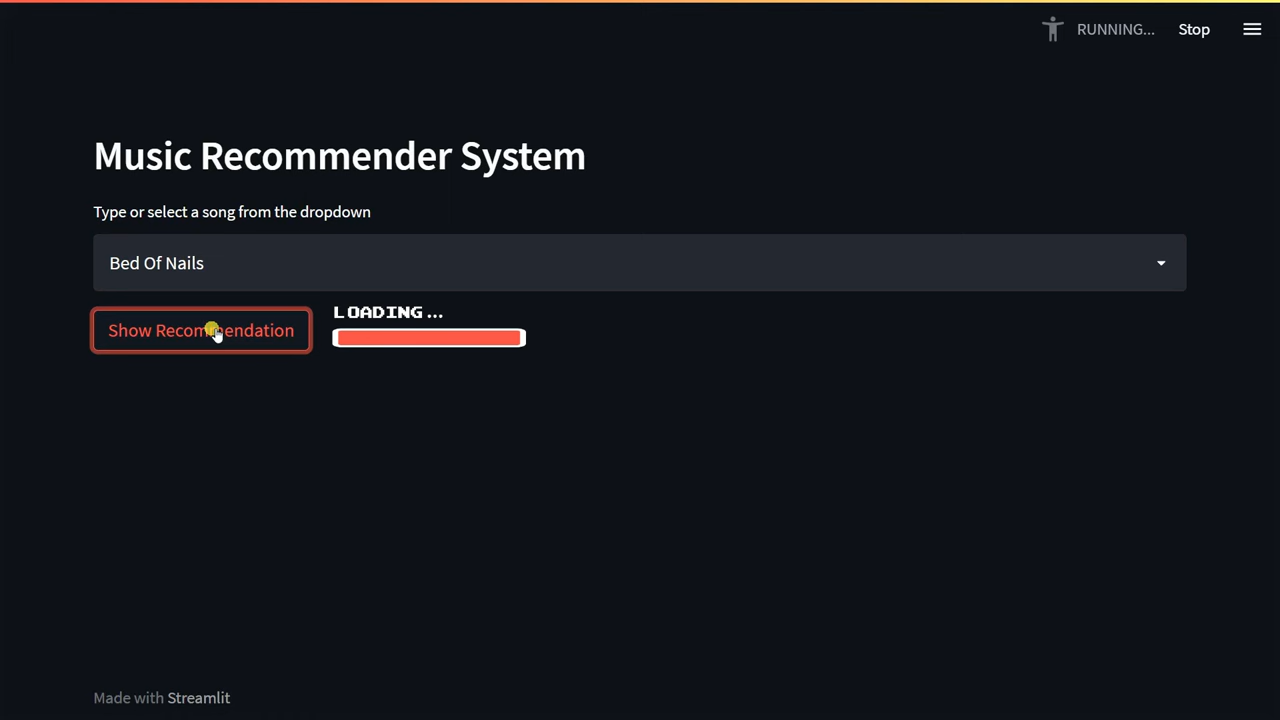 RUNNING...
Stop
Music Recommender System
Type or select a song from the dropdown
Bed Of Nails
Show Recommendation
LOADING...
Made with Streamlit